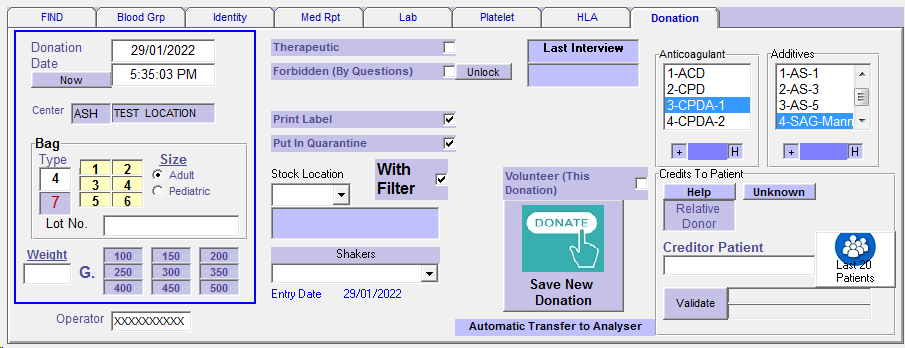 FIND Blood Grp Identity Med Rpt Lab Platelet HLA Donation
Donation
Date
29/01/2022
Now
5:35:03 PM
Center ASH TEST LOCATION
Bag
Type
4
7
1 2
3 4
5 6
Size
Adult
Pediatric
Lot No.
Weight
G.
100 150 200
250 300 350
400 450 500
Operator XXXXXXXXXX
Therapeutic
Forbidden (By Questions) Unlock
Print Label
Put In Quarantine
Stock Location
With
Filter
Shakers
Entry Date 29/01/2022
Last Interview
Volunteer (This
Donation)
DONATE
Save New
Donation
Automatic Transfer to Analyser
Anticoagulant
1-ACD
2-CPD
3-CPDA-1
4-CPDA-2
+ H
Additives
1-AS-1
2-AS-3
3-AS-5
4-SAG-Mann
+ H
Credits To Patient
Help Unknown
Relative
Donor
Creditor Patient
Last 20
Patients
Validate